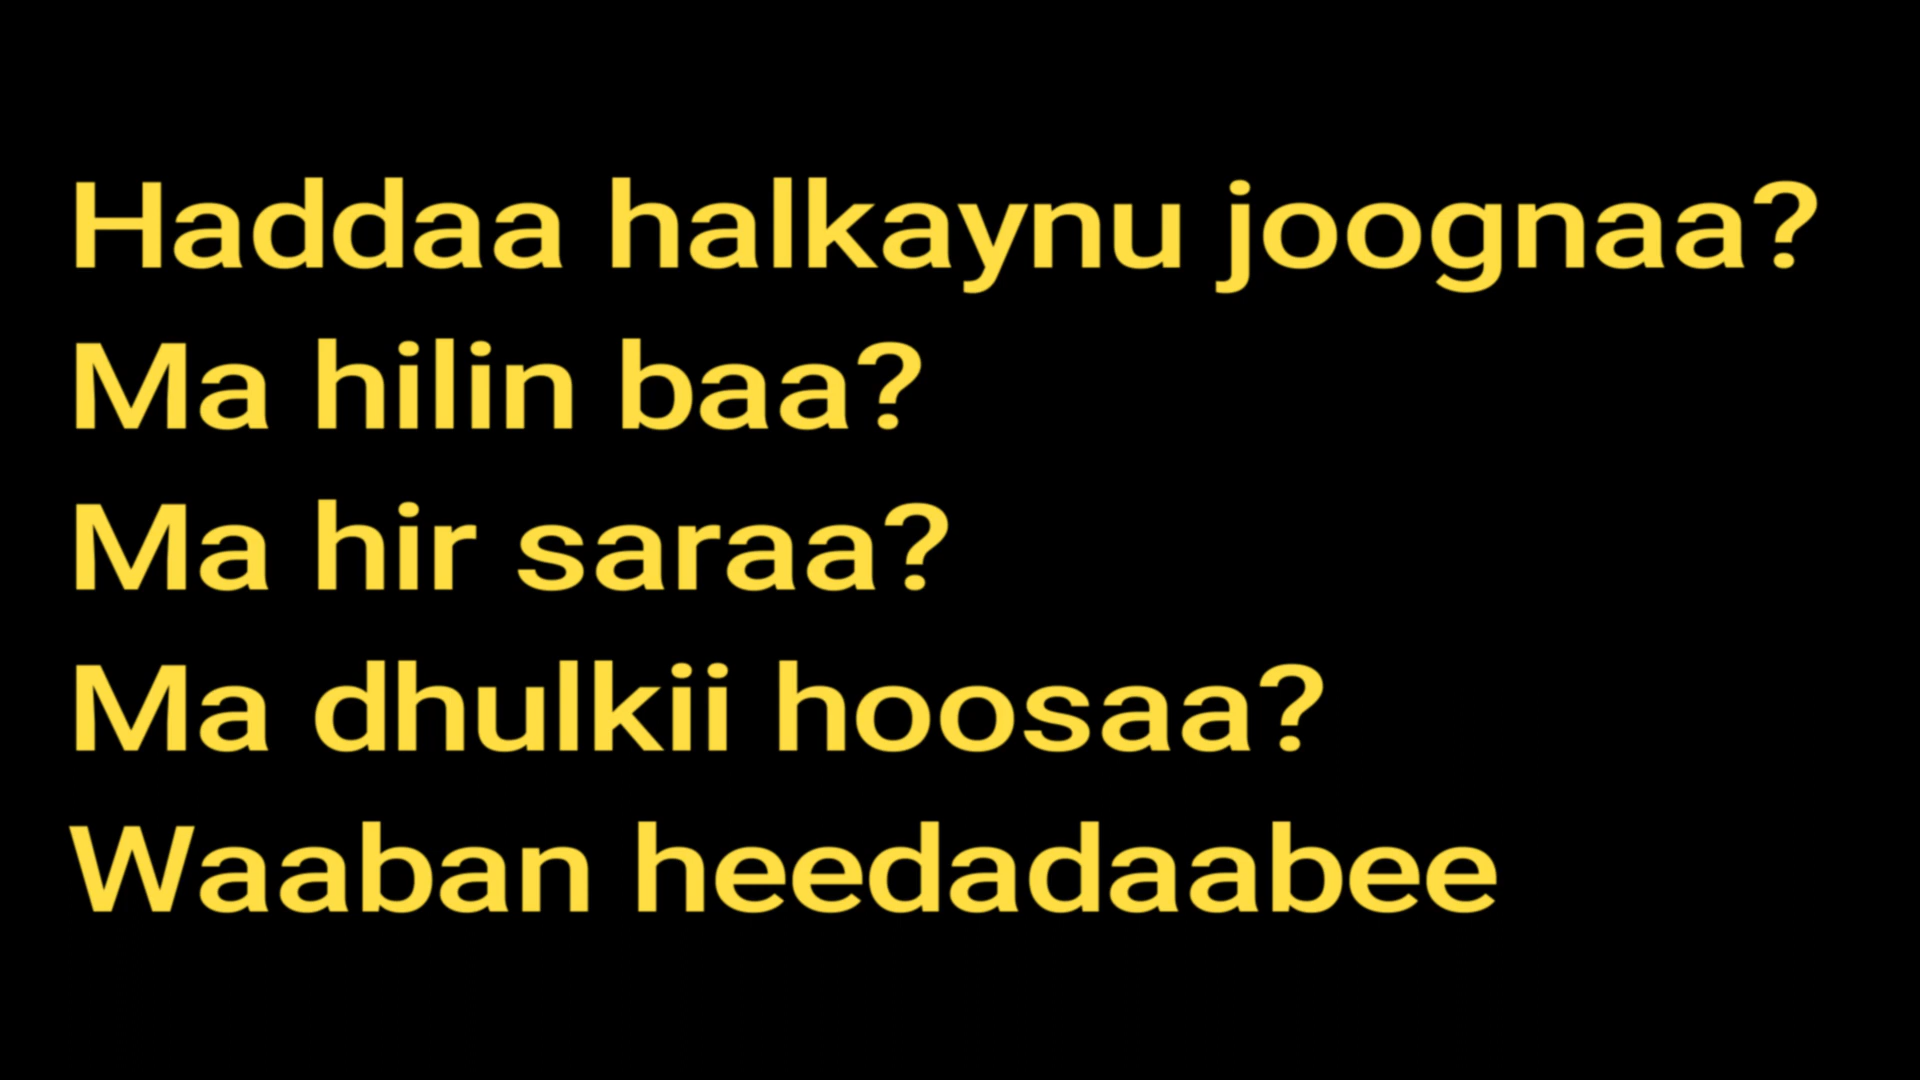 Haddaa halkaynu joognaa?
Ma hilin baa?
Ma hir saraa?
Ma dhulkii hoosaa?
Waaban heedadaabee